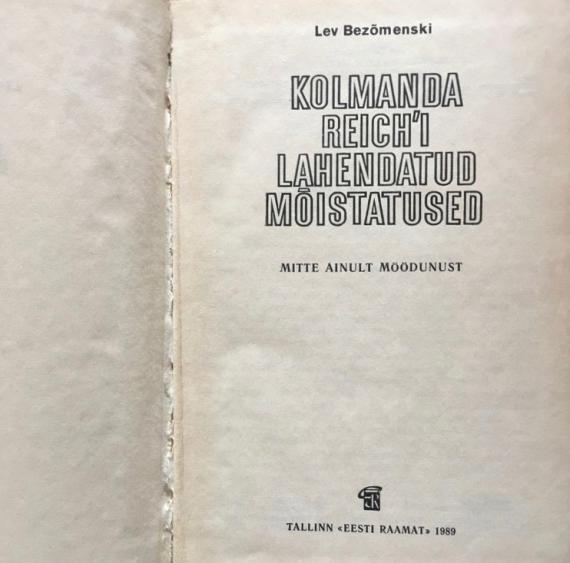 Lev Bezõmenski
KOLMANDA
REICH'I
LAHENDATUD
MÕISTATUSED
MITTE AINULT MÖÖDUNUST
TALLINN «EESTI RAAMAT» 1989